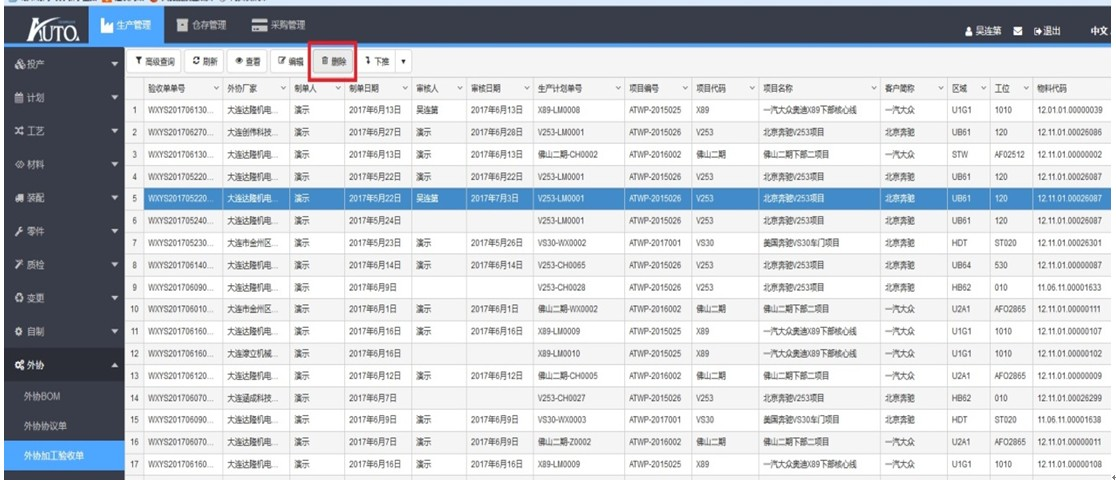 AUTO. 生产管理 仓存管理 采购管理 吴连第 退出 中文
投产
计划
工艺
材料
装配
零件
质检
变更
自制
外协
外协BOM
外协协议单
外协加工验收单
高级查询 刷新 查看 编辑 删除 下推
验收单单号 外协厂家 制单人 制单日期 审核人 审核日期 生产计划单号 项目编号 项目代码 项目名称 客户简称 区域 工位 物料代码
1 WXYS201706130... 大连达隆机电... 演示 2017年6月13日 吴连第 2017年6月13日 X89-LM0008 ATWP-2015025 X89 一汽大众奥迪X89下部核心线 一汽大众 U1G1 1010 12.01.01.00000039
2 WXYS201706270... 大连创伟科技... 演示 2017年6月27日 演示 2017年6月28日 V253-LM0001 ATWP-2015026 V253 北京奔驰V253项目 北京奔驰 UB61 120 12.11.01.00026086
3 WXYS201706130... 大连达隆机电... 演示 2017年6月13日 演示 2017年6月13日 佛山二期-CH0002 ATWP-2016002 佛山二期 佛山二期下部二项目 一汽大众 STW AF02512 12.11.01.00000002
4 WXYS201705220... 大连达隆机电... 演示 2017年5月22日 演示 2017年5月22日 V253-LM0001 ATWP-2015026 V253 北京奔驰V253项目 北京奔驰 UB61 120 12.11.01.00026087
5 WXYS201705220... 大连达隆机电... 演示 2017年5月22日 吴连第 2017年7月3日 V253-LM0001 ATWP-2015026 V253 北京奔驰V253项目 北京奔驰 UB61 120 12.11.01.00026087
6 WXYS201705240... 大连达隆机电... 演示 2017年5月24日 V253-LM0001 ATWP-2015026 V253 北京奔驰V253项目 北京奔驰 UB61 120 12.11.01.00026087
7 WXYS201705230... 大连市金州区... 演示 2017年5月23日 演示 2017年5月26日 VS30-WX0002 ATWP-2017001 VS30 美国奔驰VS30车门项目 北京奔驰 HDT ST020 12.11.01.00026301
8 WXYS201706140... 大连达隆机电... 演示 2017年6月14日 演示 2017年6月14日 V253-CH0065 ATWP-2015026 V253 北京奔驰V253项目 北京奔驰 UB64 530 12.11.01.00000087
9 WXYS201706090... 大连达隆机电... 演示 2017年6月9日 V253-CH0028 ATWP-2015026 V253 北京奔驰V253项目 北京奔驰 HB62 010 11.06.11.00001633
10 WXYS201706010... 大连市金州区... 演示 2017年6月1日 演示 2017年6月1日 佛山二期-WX0002 ATWP-2016002 佛山二期 佛山二期下部二项目 一汽大众 U2A1 AFO2865 12.11.01.00000111
11 WXYS201706160... 大连达隆机电... 演示 2017年6月16日 演示 2017年6月16日 X89-LM0009 ATWP-2015025 X89 一汽大众奥迪X89下部核心线 一汽大众 U1G1 1010 12.11.01.00000107
12 WXYS201706160... 大连濠立机械... 演示 2017年6月16日 X89-LM0010 ATWP-2015025 X89 一汽大众奥迪X89下部核心线 一汽大众 U1G1 1010 12.11.01.00000102
13 WXYS201706120... 大连达隆机电... 演示 2017年6月12日 演示 2017年6月12日 佛山二期-CH0005 ATWP-2016002 佛山二期 佛山二期下部二项目 一汽大众 U2A1 AFO2865 12.11.01.00000009
14 WXYS201706070... 大连涵成科技... 演示 2017年6月7日 V253-CH0027 ATWP-2015026 V253 北京奔驰V253项目 北京奔驰 HB62 010 12.11.01.00026299
15 WXYS201706090... 大连达隆机电... 演示 2017年6月9日 演示 2017年6月9日 VS30-WX0003 ATWP-2017001 VS30 美国奔驰VS30车门项目 北京奔驰 HDT ST020 11.06.11.00001638
16 WXYS201706070... 大连达隆机电... 演示 2017年6月7日 演示 2017年6月9日 佛山二期-Z0002 ATWP-2016002 佛山二期 佛山二期下部二项目 一汽大众 U2A1 AFO2865 12.11.01.00000011
17 WXYS201706160... 大连达隆机电... 演示 2017年6月16日 演示 2017年6月16日 X89-LM0009 ATWP-2015025 X89 一汽大众奥迪X89下部核心线 一汽大众 U1G1 1010 12.11.01.00000108